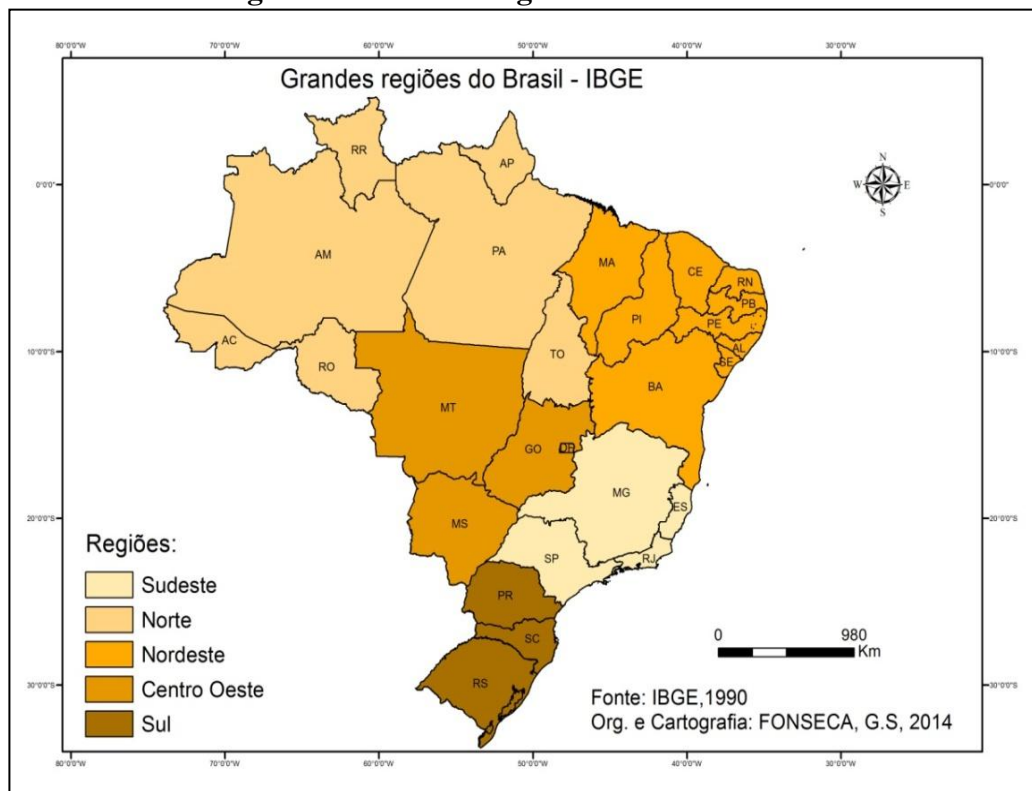 80°0'0"W 70°0'0"W 60°0'0"W 50°0'0"W 40°0'0"W 30°0'0"W
Grandes regiões do Brasil - IBGE
RR
AP
N
W E
S
0°0'0" 0°0'0"
AM
PA
MA
CE
RN
PB
PI
PE
AL
SE
AC
RO
TO
10°0'0"S 10°0'0"S
BA
MT
GO
DF
MG
ES
MS
20°0'0"S 20°0'0"S
SP
RJ
PR
SC
RS
Regiões:
Sudeste
Norte
Nordeste
Centro Oeste
Sul
0 980
Km
30°0'0"S 30°0'0"S
Fonte: IBGE,1990
Org. e Cartografia: FONSECA, G.S, 2014
80°0'0"W 70°0'0"W 60°0'0"W 50°0'0"W 40°0'0"W 30°0'0"W